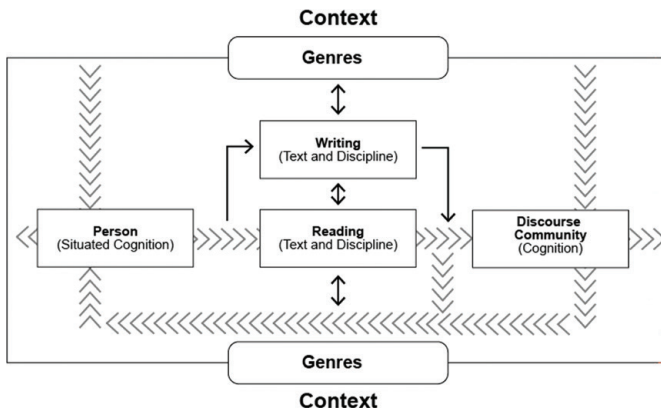 Context
Genres
Writing
(Text and Discipline)
Person
(Situated Cognition)
Reading
(Text and Discipline)
Discourse
Community
(Cognition)
Genres
Context